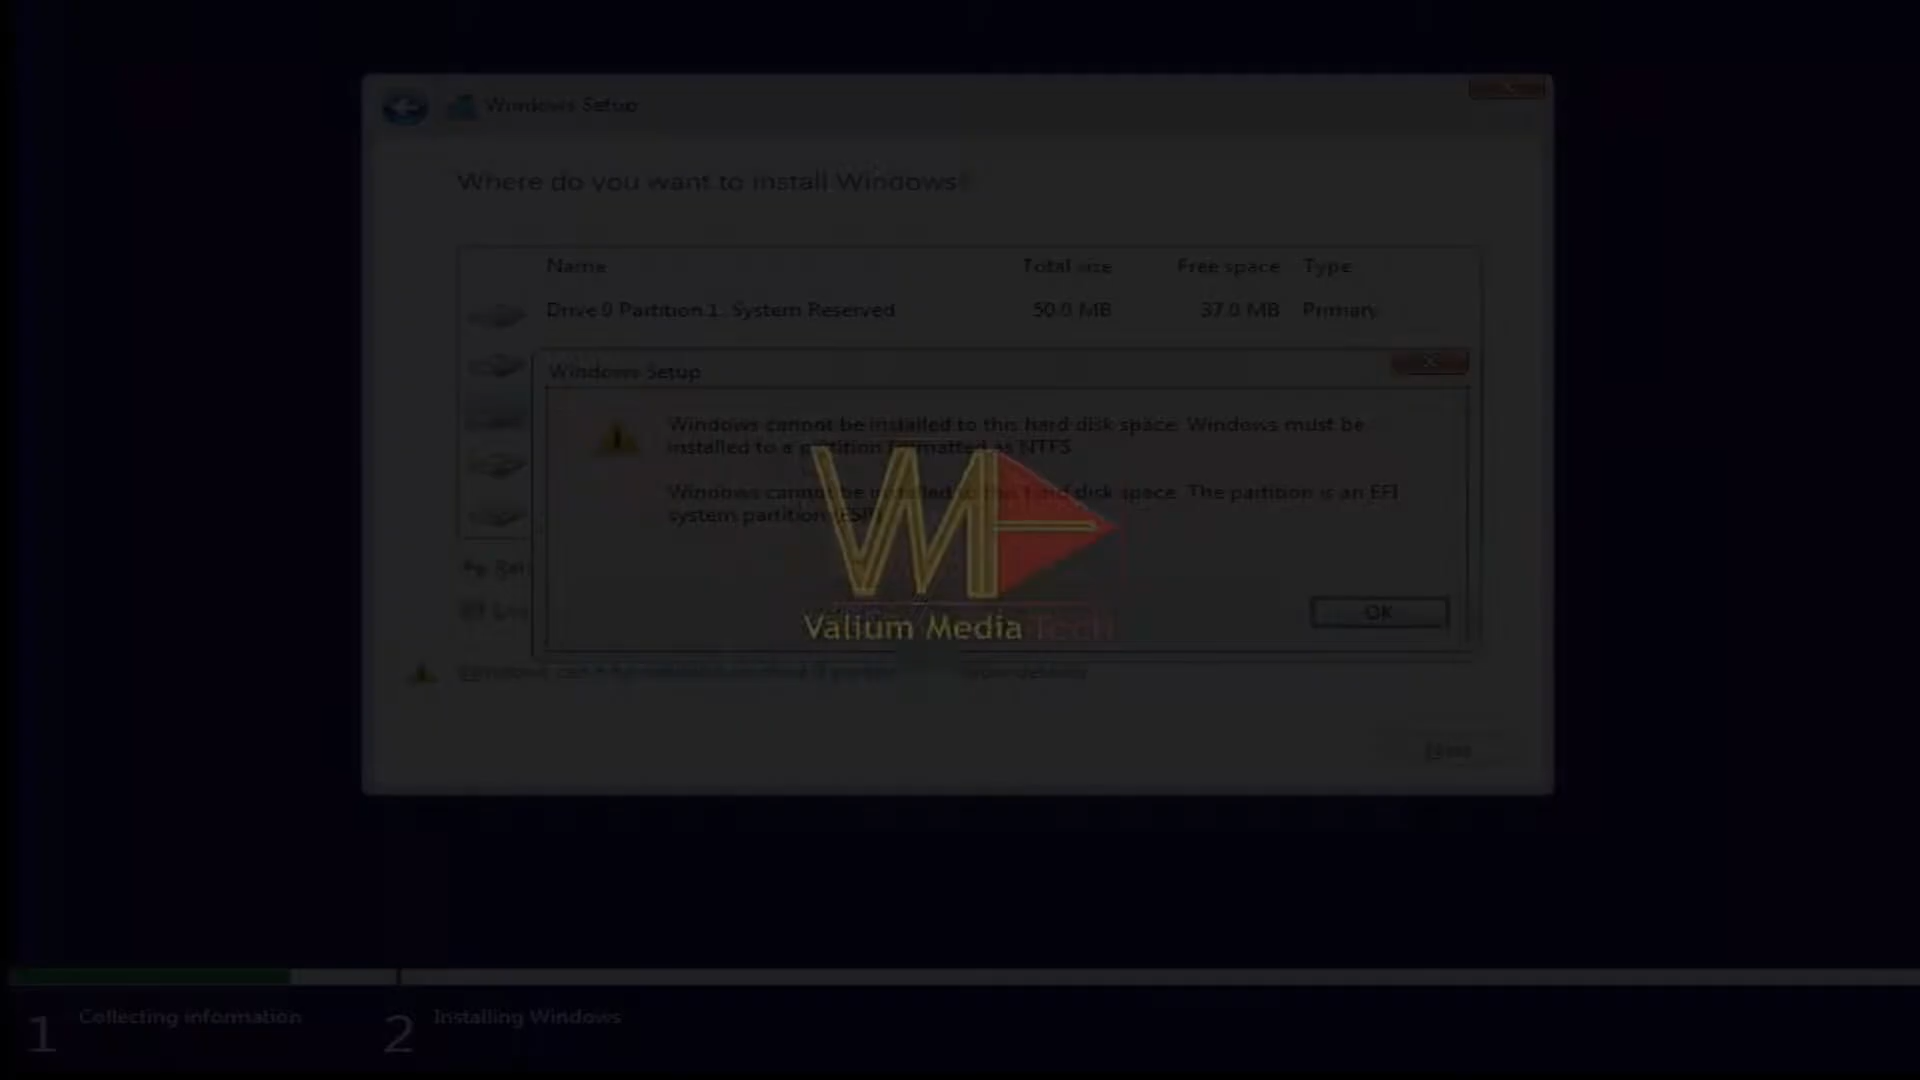 Windows Setup
Where do you want to install Windows?
Name Total size Free space Type
Drive 0 Partition 1: System Reserved 50.0 MB 37.0 MB Primary
Windows Setup
Windows cannot be installed to this hard disk space. Windows must be
installed to a partition formatted as NTFS.
Windows cannot be installed to this hard disk space. The partition is an EFI
system partition (ESP).
OK
Valium Media Tech
Next
1 Collecting information
2 Installing Windows